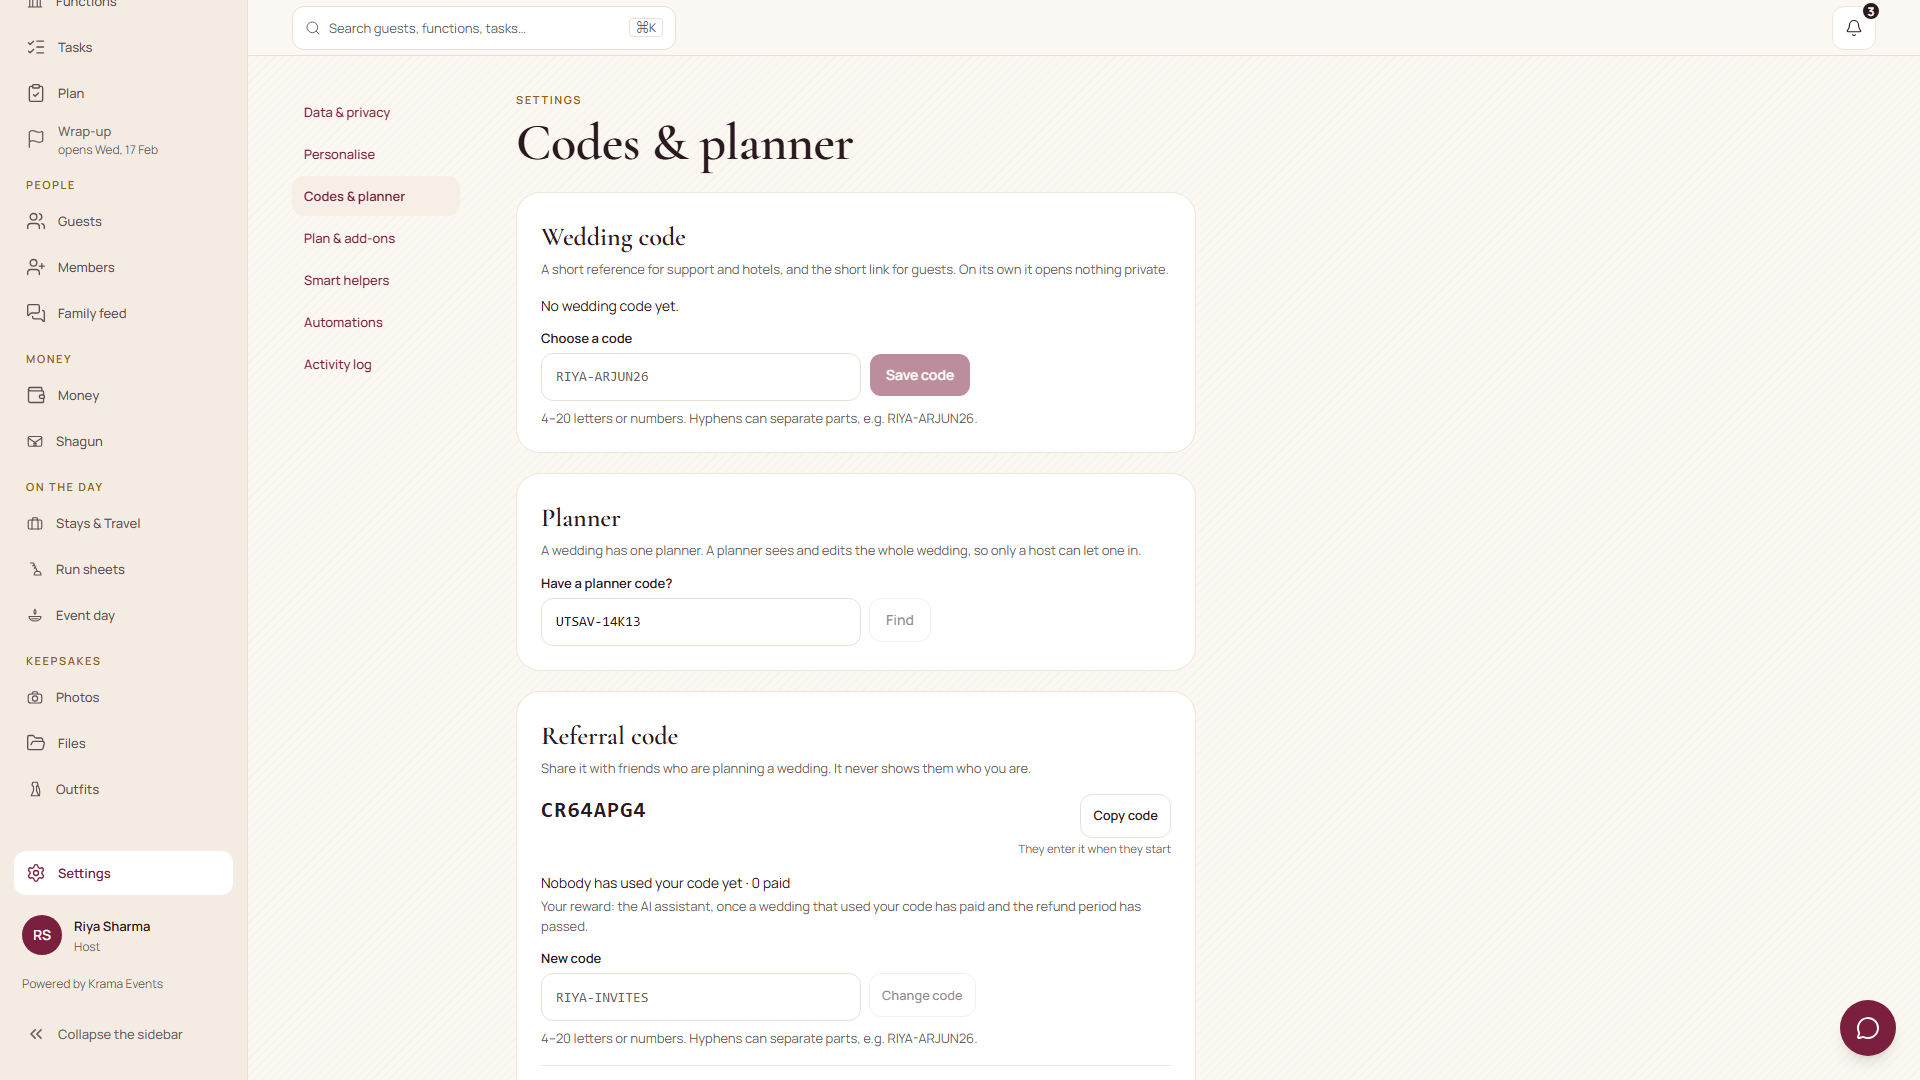 Functions
Tasks
Plan
Wrap-up
opens Wed, 17 Feb
PEOPLE
Guests
Members
Family feed
MONEY
Money
Shagun
ON THE DAY
Stays & Travel
Run sheets
Event day
KEEPSAKES
Photos
Files
Outfits
Settings
RS
Riya Sharma
Host
Powered by Krama Events
Collapse the sidebar
Search guests, functions, tasks...
⌘K
3
Data & privacy
Personalise
Codes & planner
Plan & add-ons
Smart helpers
Automations
Activity log
SETTINGS
Codes & planner
Wedding code
A short reference for support and hotels, and the short link for guests. On its own it opens nothing private.
No wedding code yet.
Choose a code
RIYA-ARJUN26
Save code
4–20 letters or numbers. Hyphens can separate parts, e.g. RIYA-ARJUN26.
Planner
A wedding has one planner. A planner sees and edits the whole wedding, so only a host can let one in.
Have a planner code?
UTSAV-14K13
Find
Referral code
Share it with friends who are planning a wedding. It never shows them who you are.
CR64APG4
Copy code
They enter it when they start
Nobody has used your code yet · 0 paid
Your reward: the AI assistant, once a wedding that used your code has paid and the refund period has
passed.
New code
RIYA-INVITES
Change code
4–20 letters or numbers. Hyphens can separate parts, e.g. RIYA-ARJUN26.